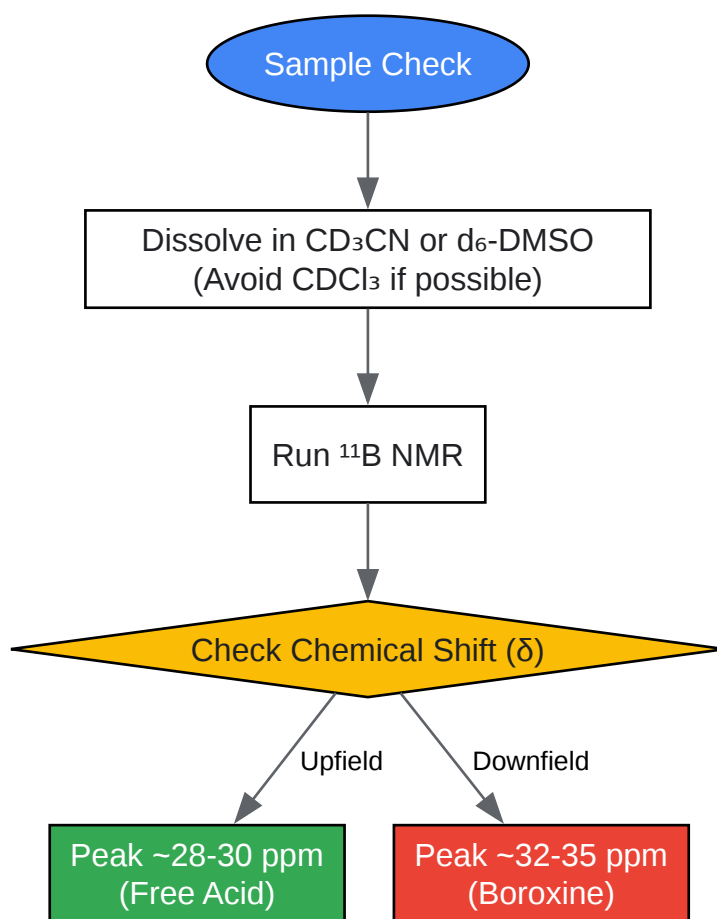 Sample Check
Dissolve in CD₃CN or d₆-DMSO
(Avoid CDCl₃ if possible)
Run ¹¹B NMR
Check Chemical Shift (δ)
Upfield
Downfield
Peak ~28-30 ppm
(Free Acid)
Peak ~32-35 ppm
(Boroxine)